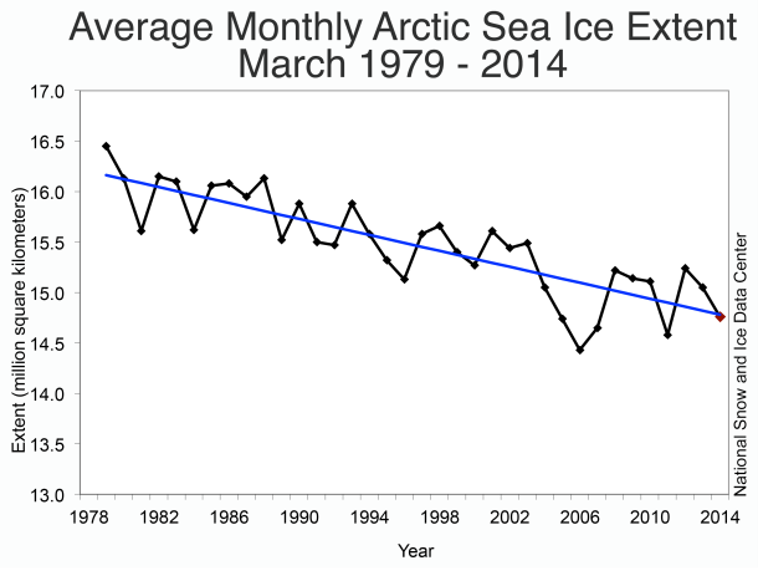 Average Monthly Arctic Sea Ice Extent
March 1979 - 2014
17.0
16.5
16.0
15.5
15.0
14.5
14.0
13.5
13.0
Extent (million square kilometers)
1978 1982 1986 1990 1994 1998 2002 2006 2010 2014
Year
National Snow and Ice Data Center